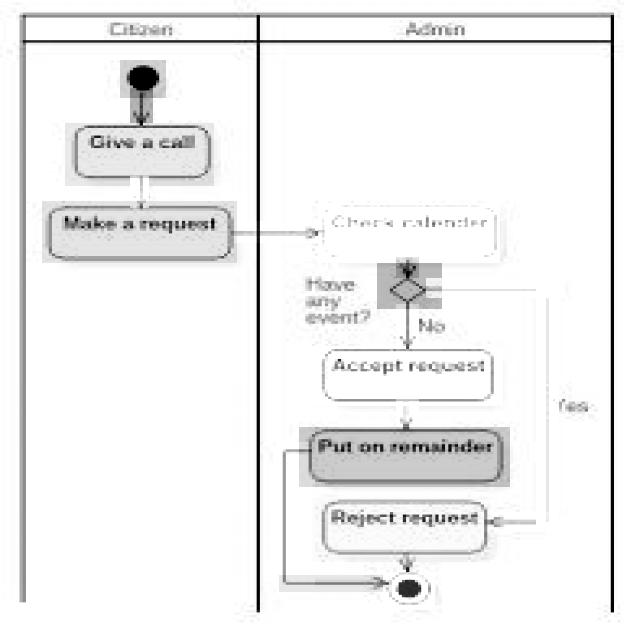 Citizen
Admin
Give a call
Make a request
Check calender
Have
any
event?
No
Accept request
Yes
Put on remainder
Reject request